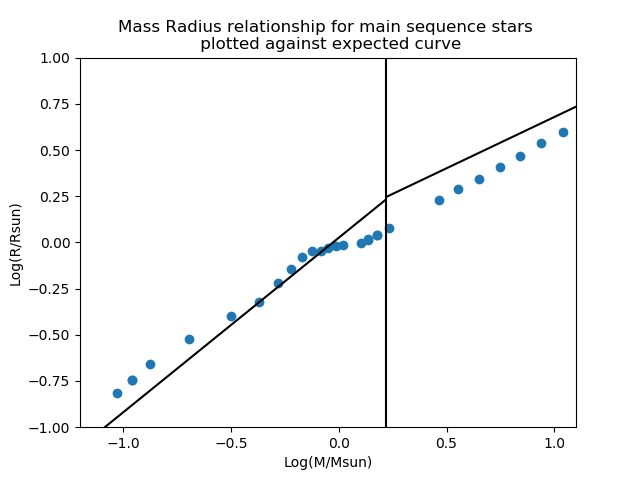 Mass Radius relationship for main sequence stars
plotted against expected curve
1.00
0.75
0.50
0.25
0.00
−0.25
−0.50
−0.75
−1.00
Log(R/Rsun)
−1.0 −0.5 0.0 0.5 1.0
Log(M/Msun)